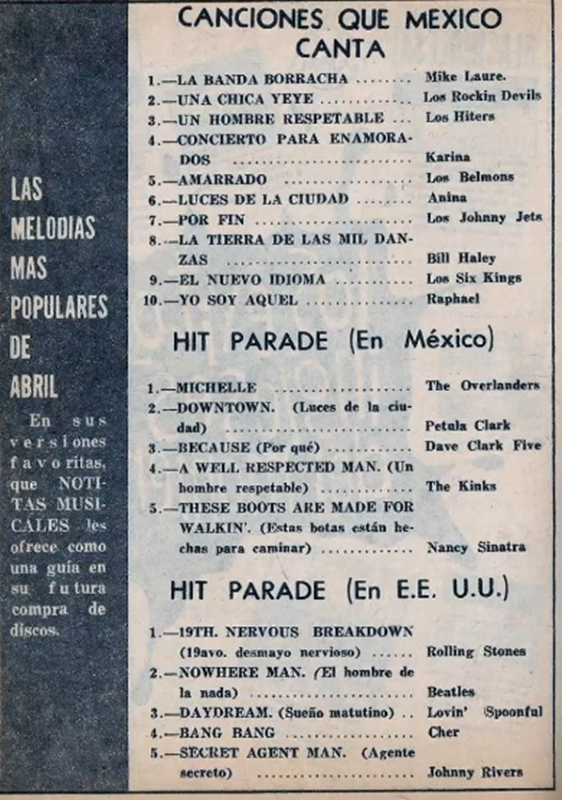 LAS
MELODIAS
MAS
POPULARES
DE
ABRIL
En sus
versiones
favoritas,
que NOTI-
TAS MUSI-
CALES les
ofrece como
una guía en
su futura
compra de
discos.
CANCIONES QUE MEXICO
CANTA
1.—LA BANDA BORRACHA ........ Mike Laure.
2.—UNA CHICA YEYE ............ Los Rockin Devils
3.—UN HOMBRE RESPETABLE ... Los Hiters
4.—CONCIERTO PARA ENAMORA-
DOS .................. Karina
5.—AMARRADO ................ Los Belmons
6.—LUCES DE LA CIUDAD ........ Anina
7.—POR FIN .................... Los Johnny Jets
8.—LA TIERRA DE LAS MIL DAN-
ZAS .................... Bill Haley
9.—EL NUEVO IDIOMA ........... Los Six Kings
10.—YO SOY AQUEL .............. Raphael
HIT PARADE (En México)
1.—MICHELLE .................. The Overlanders
2.—DOWNTOWN. (Luces de la ciu-
dad) .................... Petula Clark
3.—BECAUSE (Por qué) ........... Dave Clark Five
4.—A WELL RESPECTED MAN. (Un
hombre respetable) ............ The Kinks
5.—THESE BOOTS ARE MADE FOR
WALKIN'. (Estas botas están he-
chas para caminar) ............ Nancy Sinatra
HIT PARADE (En E.E. U.U.)
1.—19TH. NERVOUS BREAKDOWN
(19avo. desmayo nervioso) ...... Rolling Stones
2.—NOWHERE MAN. (El hombre de
la nada) .................... Beatles
3.—DAYDREAM. (Sueño matutino) .. Lovin' Spoonful
4.—BANG BANG ................ Cher
5.—SECRET AGENT MAN. (Agente
secreto) .................. Johnny Rivers